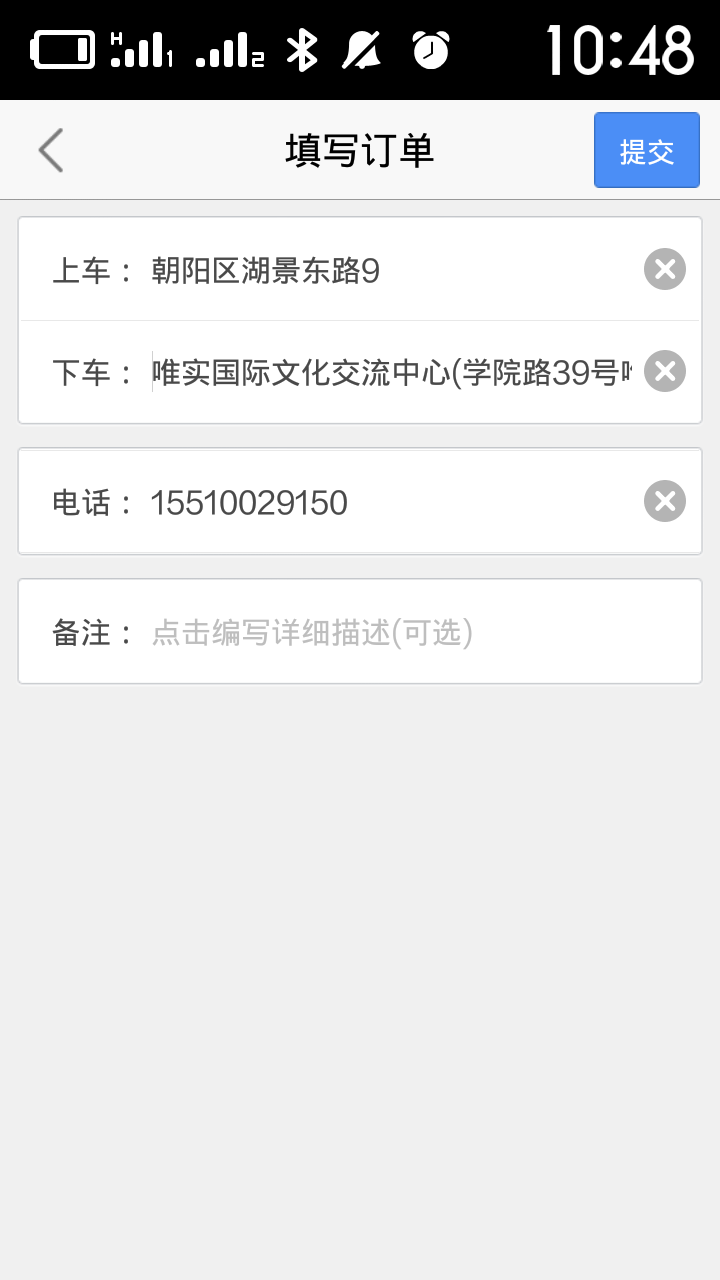 H 1 2 10:48
填写订单 提交
上车： 朝阳区湖景东路9
下车： 唯实国际文化交流中心(学院路39号
电话： 15510029150
备注： 点击编写详细描述(可选)